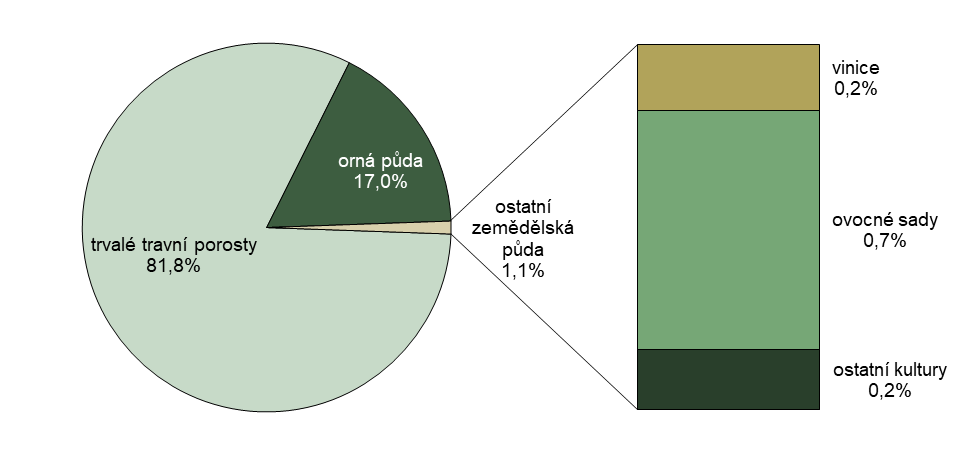 trvalé travní porosty
81,8%
orná půda
17,0%
ostatní
zemědělská
půda
1,1%
vinice
0,2%
ovocné sady
0,7%
ostatní kultury
0,2%